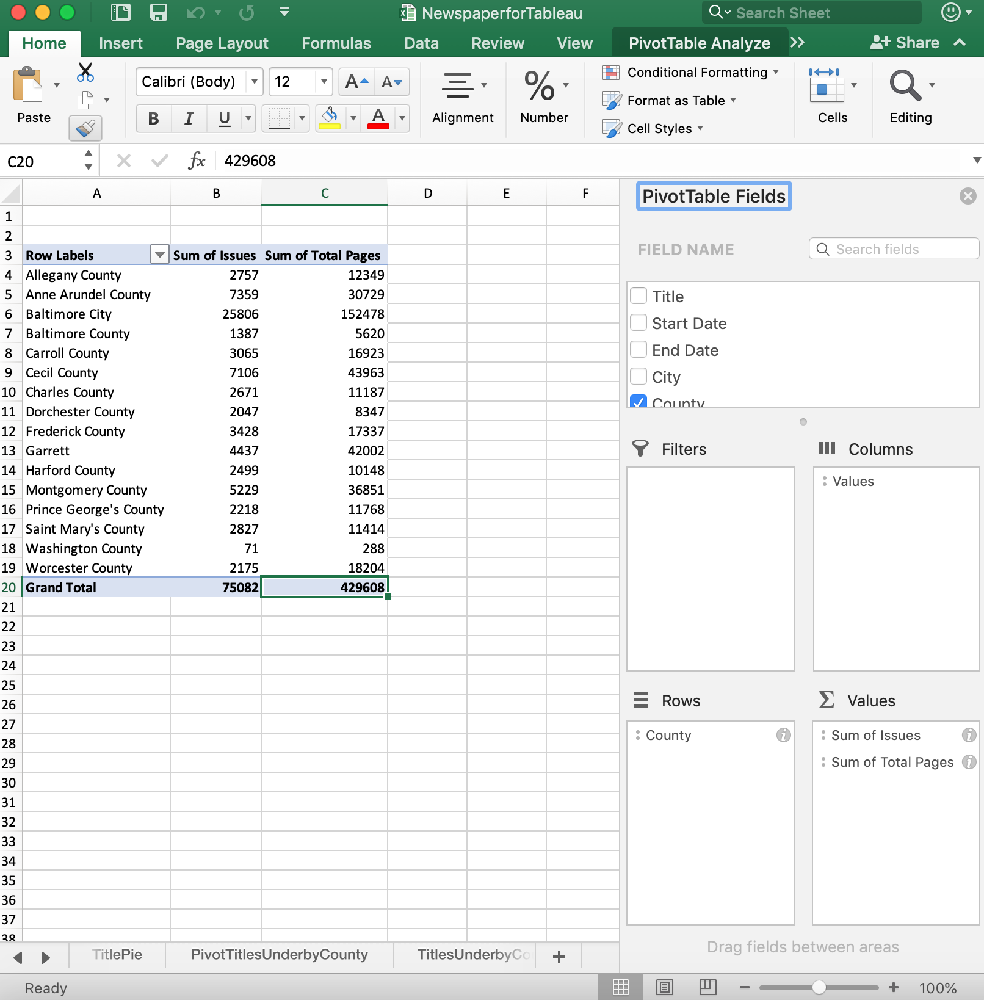 NewspaperforTableau
Search Sheet
Home Insert Page Layout Formulas Data Review View PivotTable Analyze >> Share
Paste
Calibri (Body) 12 A A
B I U A
Alignment
% Number
Conditional Formatting
Format as Table
Cell Styles
Cells
Editing
C20 fx 429608
A B C D E F
1
2
3 Row Labels Sum of Issues Sum of Total Pages
4 Allegany County 2757 12349
5 Anne Arundel County 7359 30729
6 Baltimore City 25806 152478
7 Baltimore County 1387 5620
8 Carroll County 3065 16923
9 Cecil County 7106 43963
10 Charles County 2671 11187
11 Dorchester County 2047 8347
12 Frederick County 3428 17337
13 Garrett 4437 42002
14 Harford County 2499 10148
15 Montgomery County 5229 36851
16 Prince George's County 2218 11768
17 Saint Mary's County 2827 11414
18 Washington County 71 288
19 Worcester County 2175 18204
20 Grand Total 75082 429608
21
22
23
24
25
26
27
28
29
30
31
32
33
34
35
36
37
38
PivotTable Fields
FIELD NAME Search fields
Title
Start Date
End Date
City
County
Filters
Columns
Values
Rows
County
Σ Values
Sum of Issues
Sum of Total Pages
Drag fields between areas
TitlePie PivotTitlesUnderbyCounty TitlesUnderbyCo +
Ready 100%